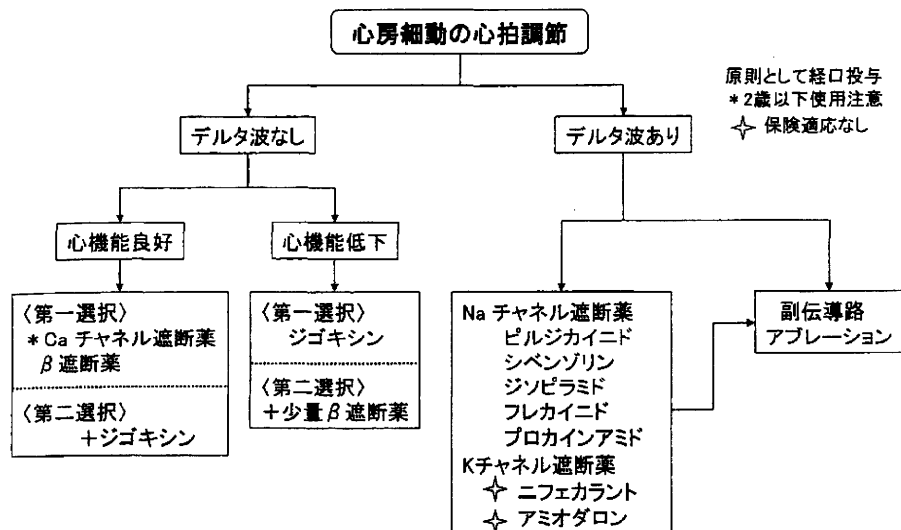 心房細動の心拍調節
原則として経口投与
*2歳以下使用注意
保険適応なし
デルタ波なし
デルタ波あり
心機能良好
心機能低下
〈第一選択〉
*Caチャネル遮断薬
β遮断薬
〈第二選択〉
+ジゴキシン
〈第一選択〉
ジゴキシン
〈第二選択〉
+少量β遮断薬
Naチャネル遮断薬
ピルジカイニド
シベンゾリン
ジソピラミド
フレカイニド
プロカインアミド
Kチャネル遮断薬
ニフェカラント
アミオダロン
副伝導路
アブレーション